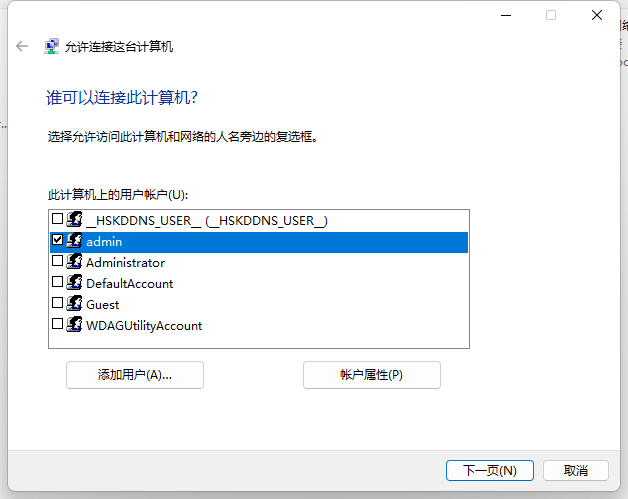 允许连接这台计算机
谁可以连接此计算机?
选择允许访问此计算机和网络的人名旁边的复选框。
此计算机上的用户帐户(U):
__HSKDDNS_USER__ (__HSKDDNS_USER__)
admin
Administrator
DefaultAccount
Guest
WDAGUtilityAccount
添加用户(A)...
帐户属性(P)
下一页(N)
取消